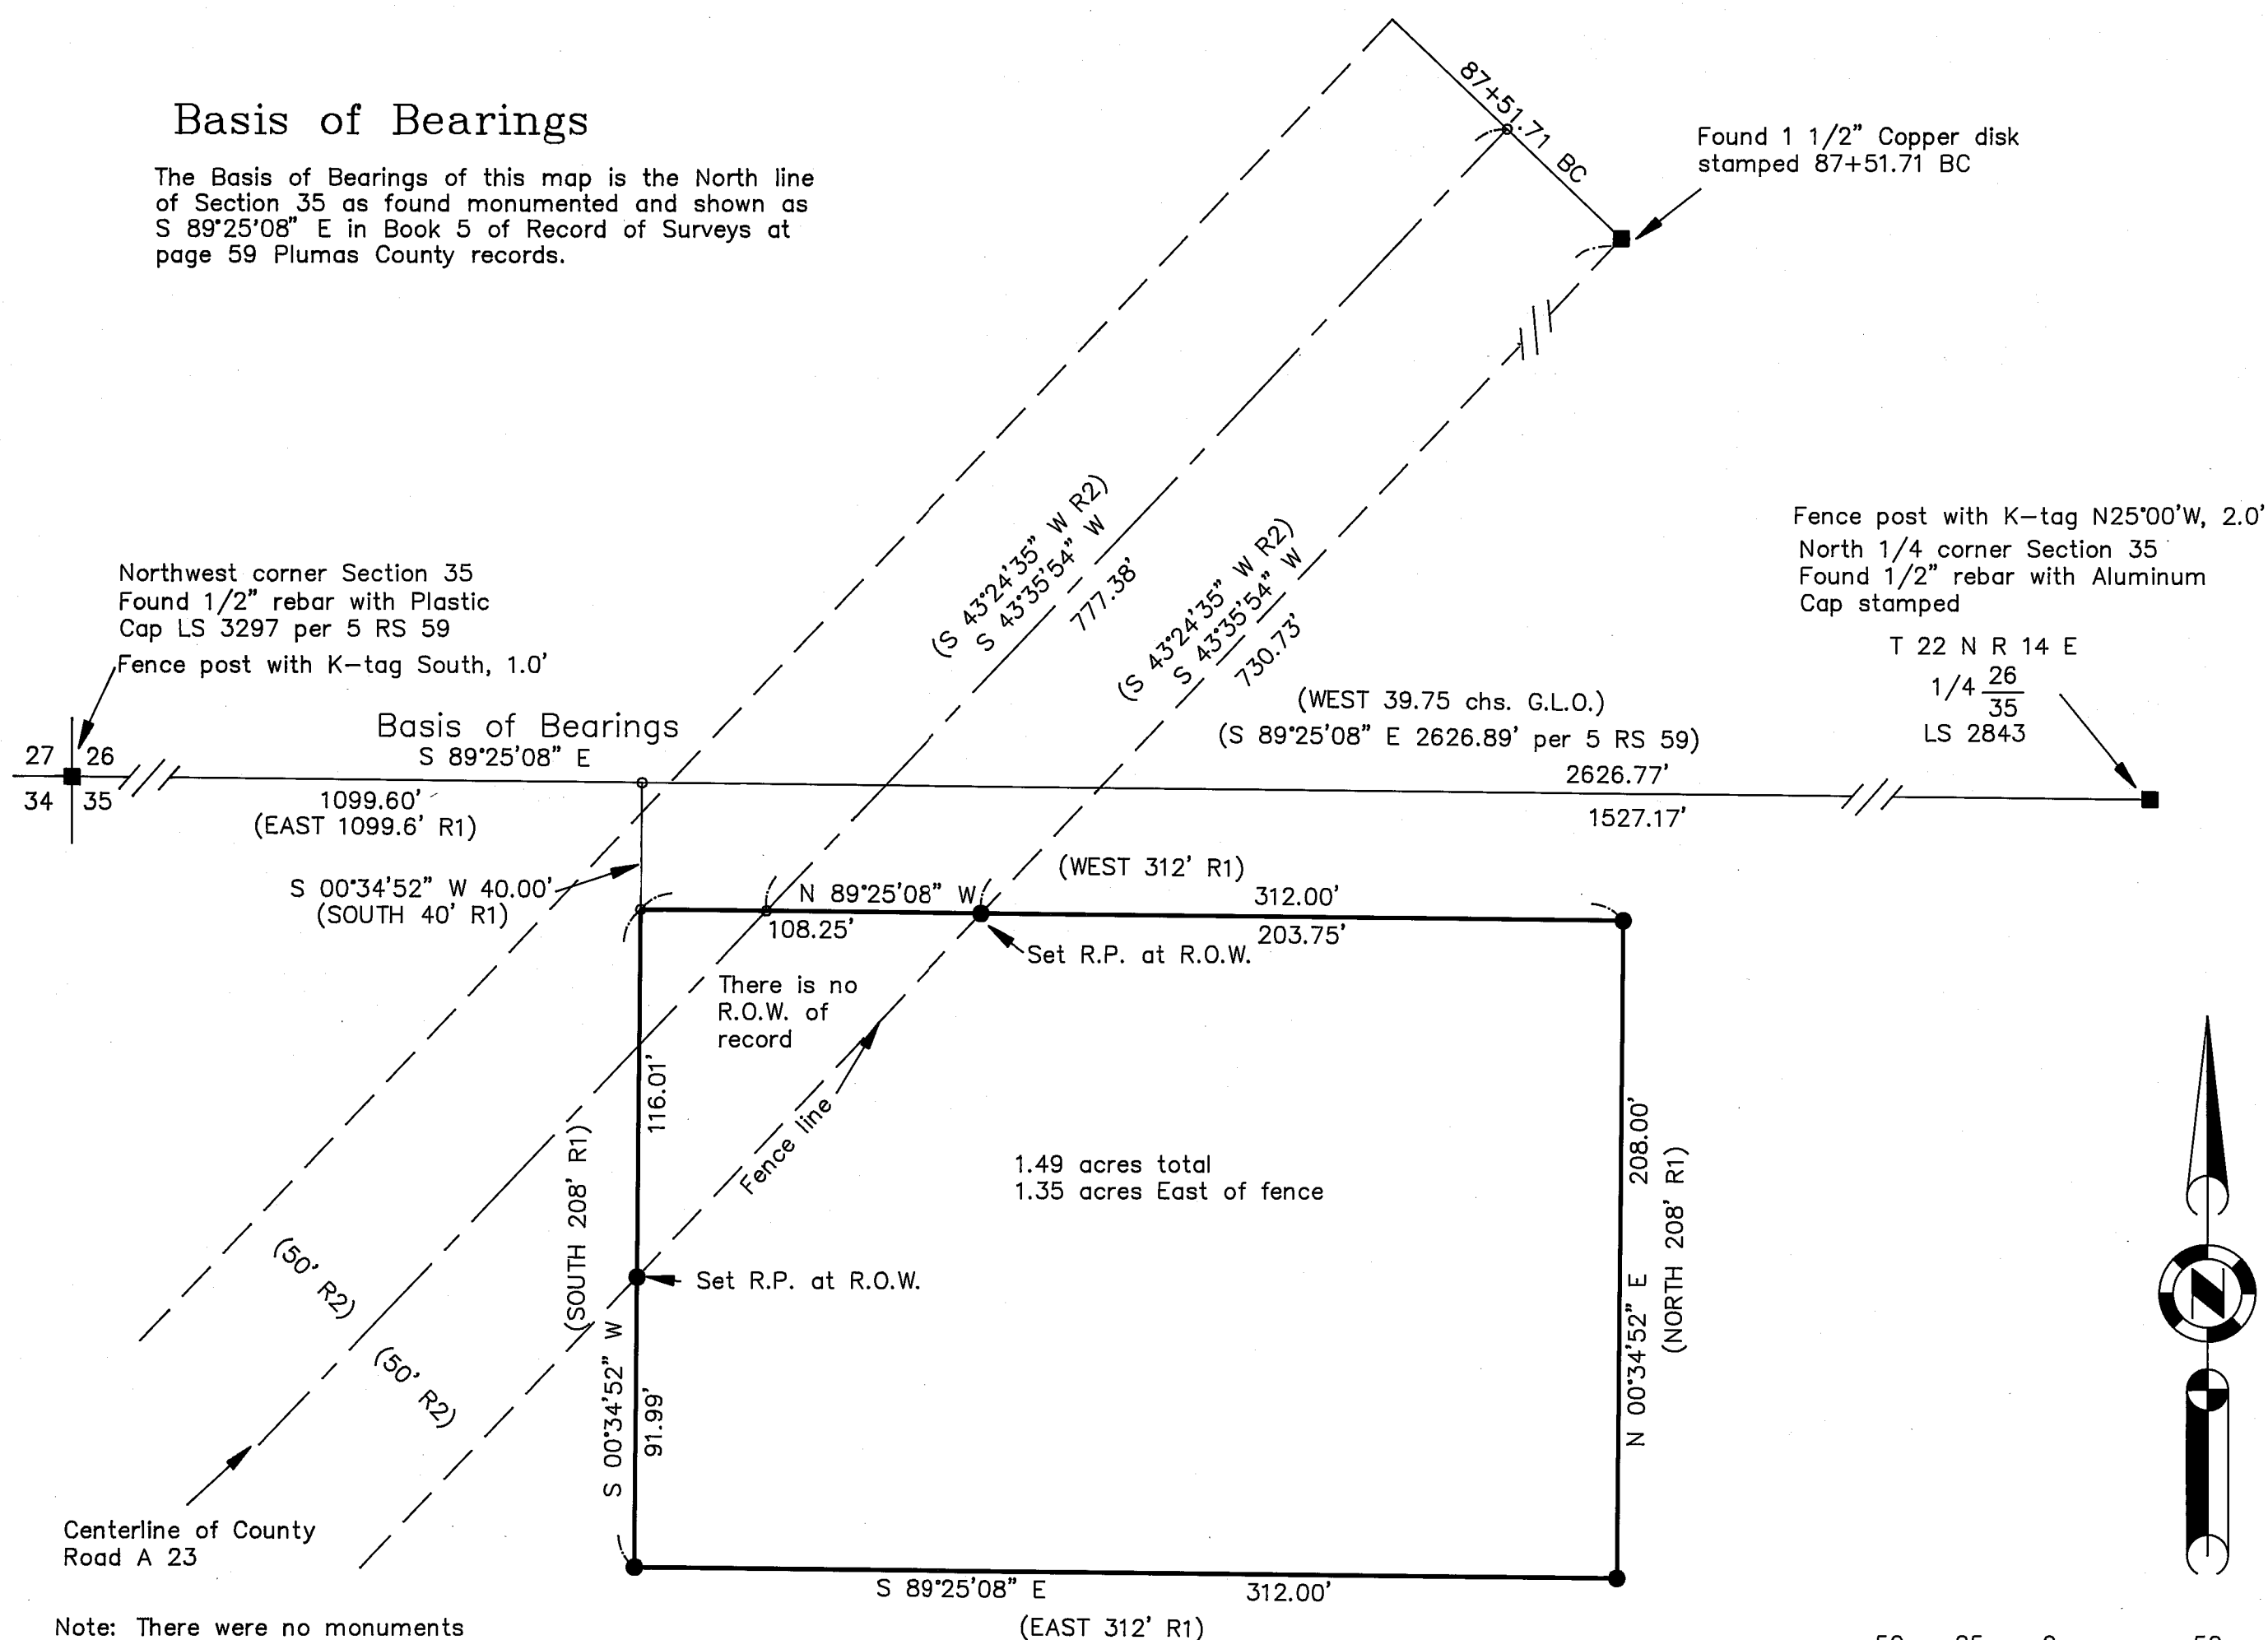 Basis of Bearings
The Basis of Bearings of this map is the North line
of Section 35 as found monumented and shown as
S 89°25'08" E in Book 5 of Record of Surveys at
page 59 Plumas County records.
87+51.71 BC
Found 1 1/2" Copper disk
stamped 87+51.71 BC
(S 43°24'35" W R2)
S 43°35'54" W
777.38'
(S 43°24'35" W R2)
S 43°35'54" W
730.73'
Fence post with K-tag N25°00'W, 2.0'
North 1/4 corner Section 35
Found 1/2" rebar with Aluminum
Cap stamped
T 22 N R 14 E
1/4 26
35
LS 2843
Northwest corner Section 35
Found 1/2" rebar with Plastic
Cap LS 3297 per 5 RS 59
Fence post with K-tag South, 1.0'
27 26
34 35
Basis of Bearings
S 89°25'08" E
1099.60'
(EAST 1099.6' R1)
(WEST 39.75 chs. G.L.O.)
(S 89°25'08" E 2626.89' per 5 RS 59)
2626.77'
1527.17'
S 00°34'52" W 40.00'
(SOUTH 40' R1)
(WEST 312' R1)
N 89°25'08" W
312.00'
108.25'
203.75'
Set R.P. at R.O.W.
There is no
R.O.W. of
record
116.01'
Fence line
(SOUTH 208' R1)
1.49 acres total
1.35 acres East of fence
208.00'
(NORTH 208' R1)
N 00°34'52" E
(50' R2)
(50' R2)
Set R.P. at R.O.W.
S 00°34'52" W
91.99'
N
Centerline of County
Road A 23
S 89°25'08" E
312.00'
(EAST 312' R1)
Note: There were no monuments
50 25 0 50